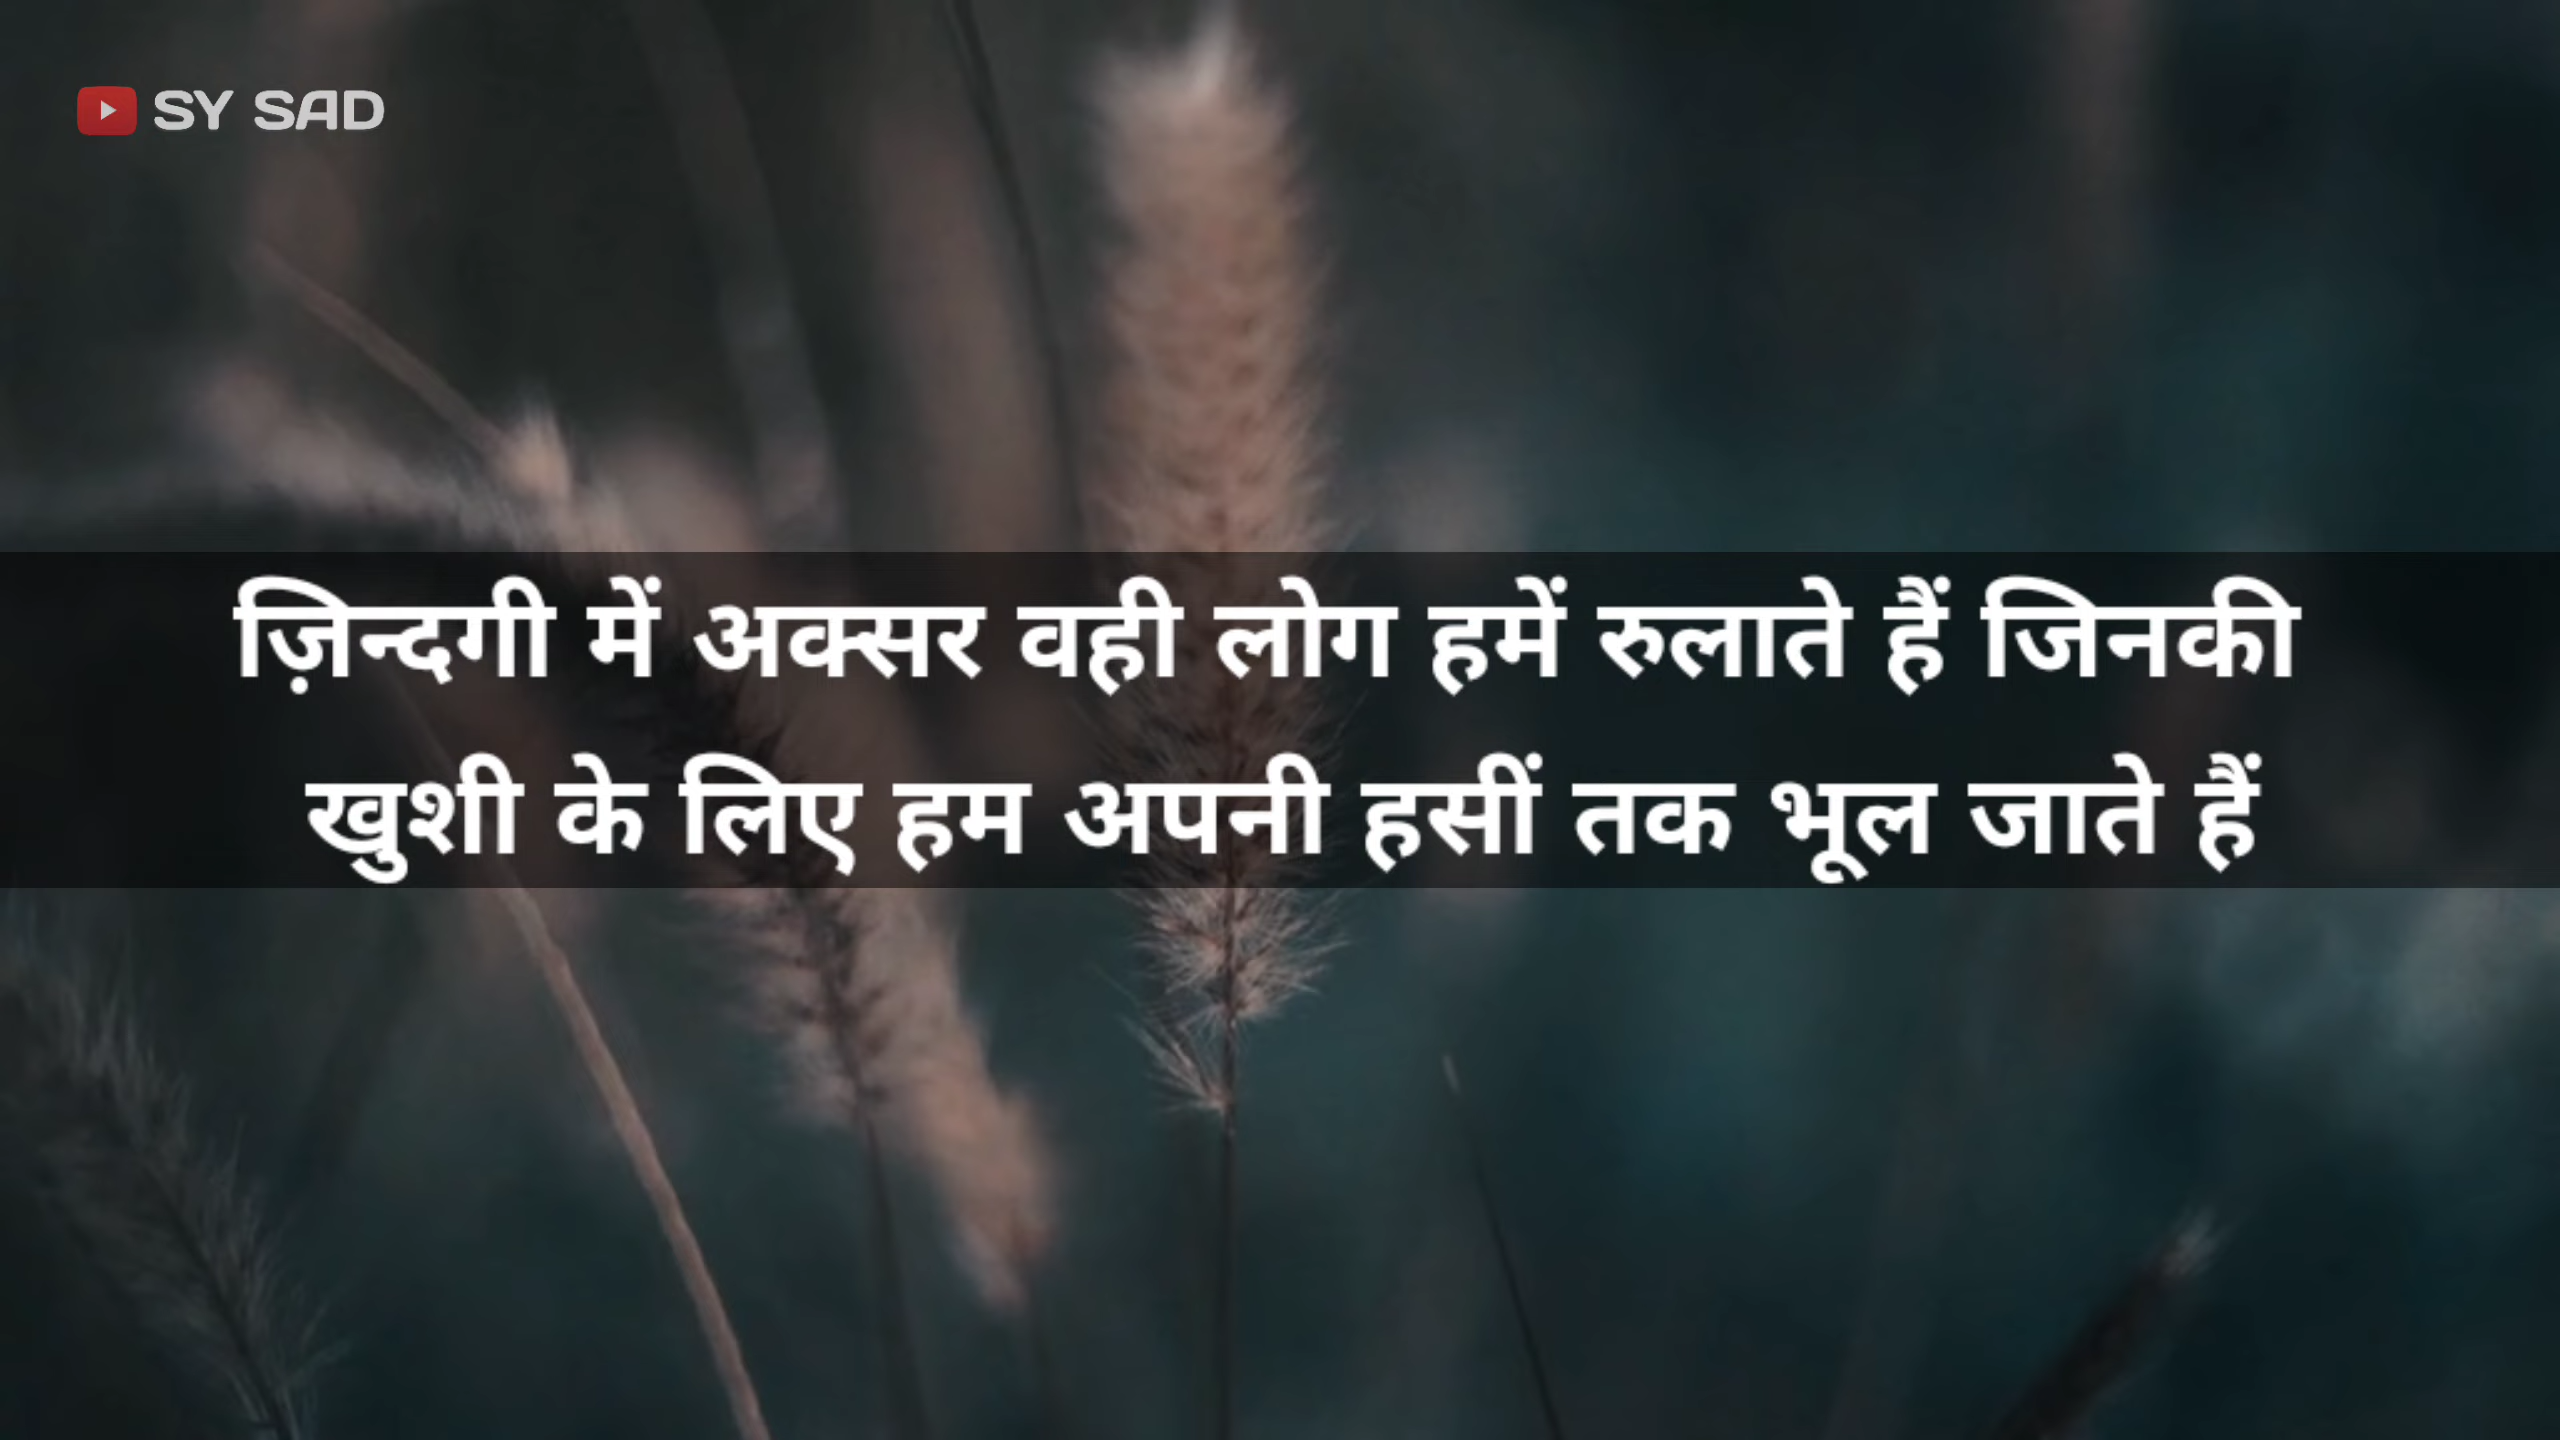 SY SAD
ज़िन्दगी में अक्सर वही लोग हमें रुलाते हैं जिनकी
खुशी के लिए हम अपनी हसीं तक भूल जाते हैं